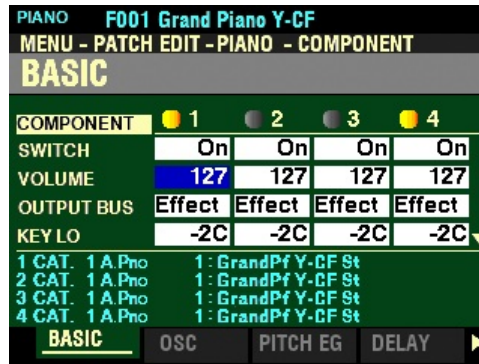 PIANO F001 Grand Piano Y-CF
MENU - PATCH EDIT - PIANO - COMPONENT
BASIC
COMPONENT 1 2 3 4
SWITCH On On On On
VOLUME 127 127 127 127
OUTPUT BUS Effect Effect Effect Effect
KEY LO -2C -2C -2C -2C
1 CAT. 1 A.Pno 1: GrandPf Y-CF St
2 CAT. 1 A.Pno 1: GrandPf Y-CF St
3 CAT. 1 A.Pno 1: GrandPf Y-CF St
4 CAT. 1 A.Pno 1: GrandPf Y-CF St
BASIC OSC PITCH EG DELAY